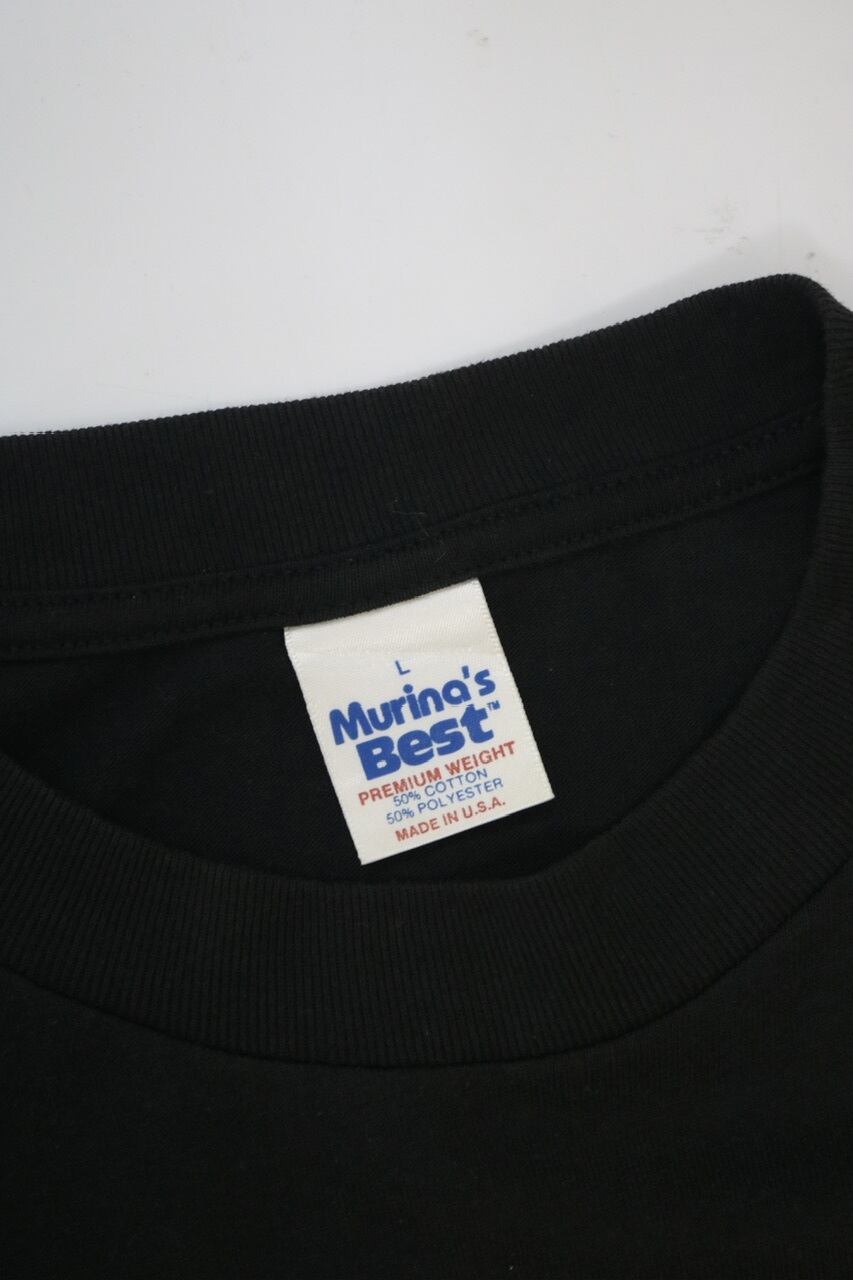 L
Murina's
Best™
PREMIUM WEIGHT
50% COTTON
50% POLYESTER
MADE IN U.S.A.